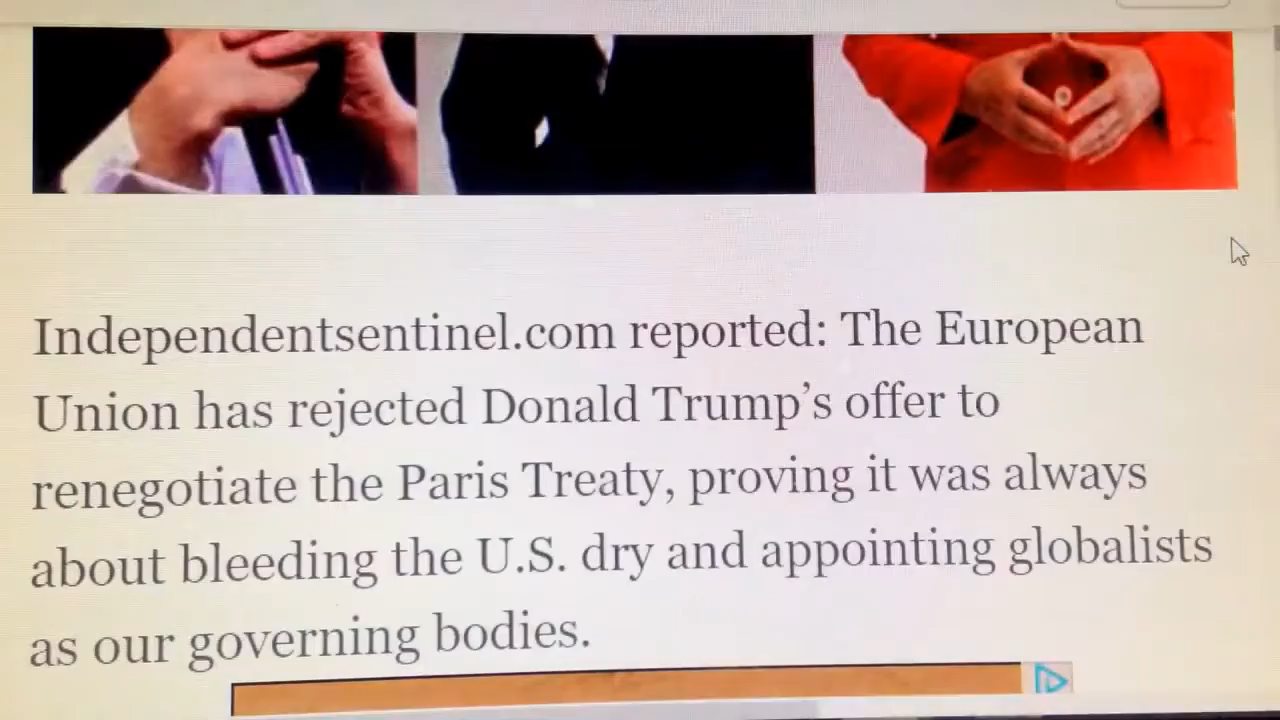 Independentsentinel.com reported: The European
Union has rejected Donald Trump’s offer to
renegotiate the Paris Treaty, proving it was always
about bleeding the U.S. dry and appointing globalists
as our governing bodies.